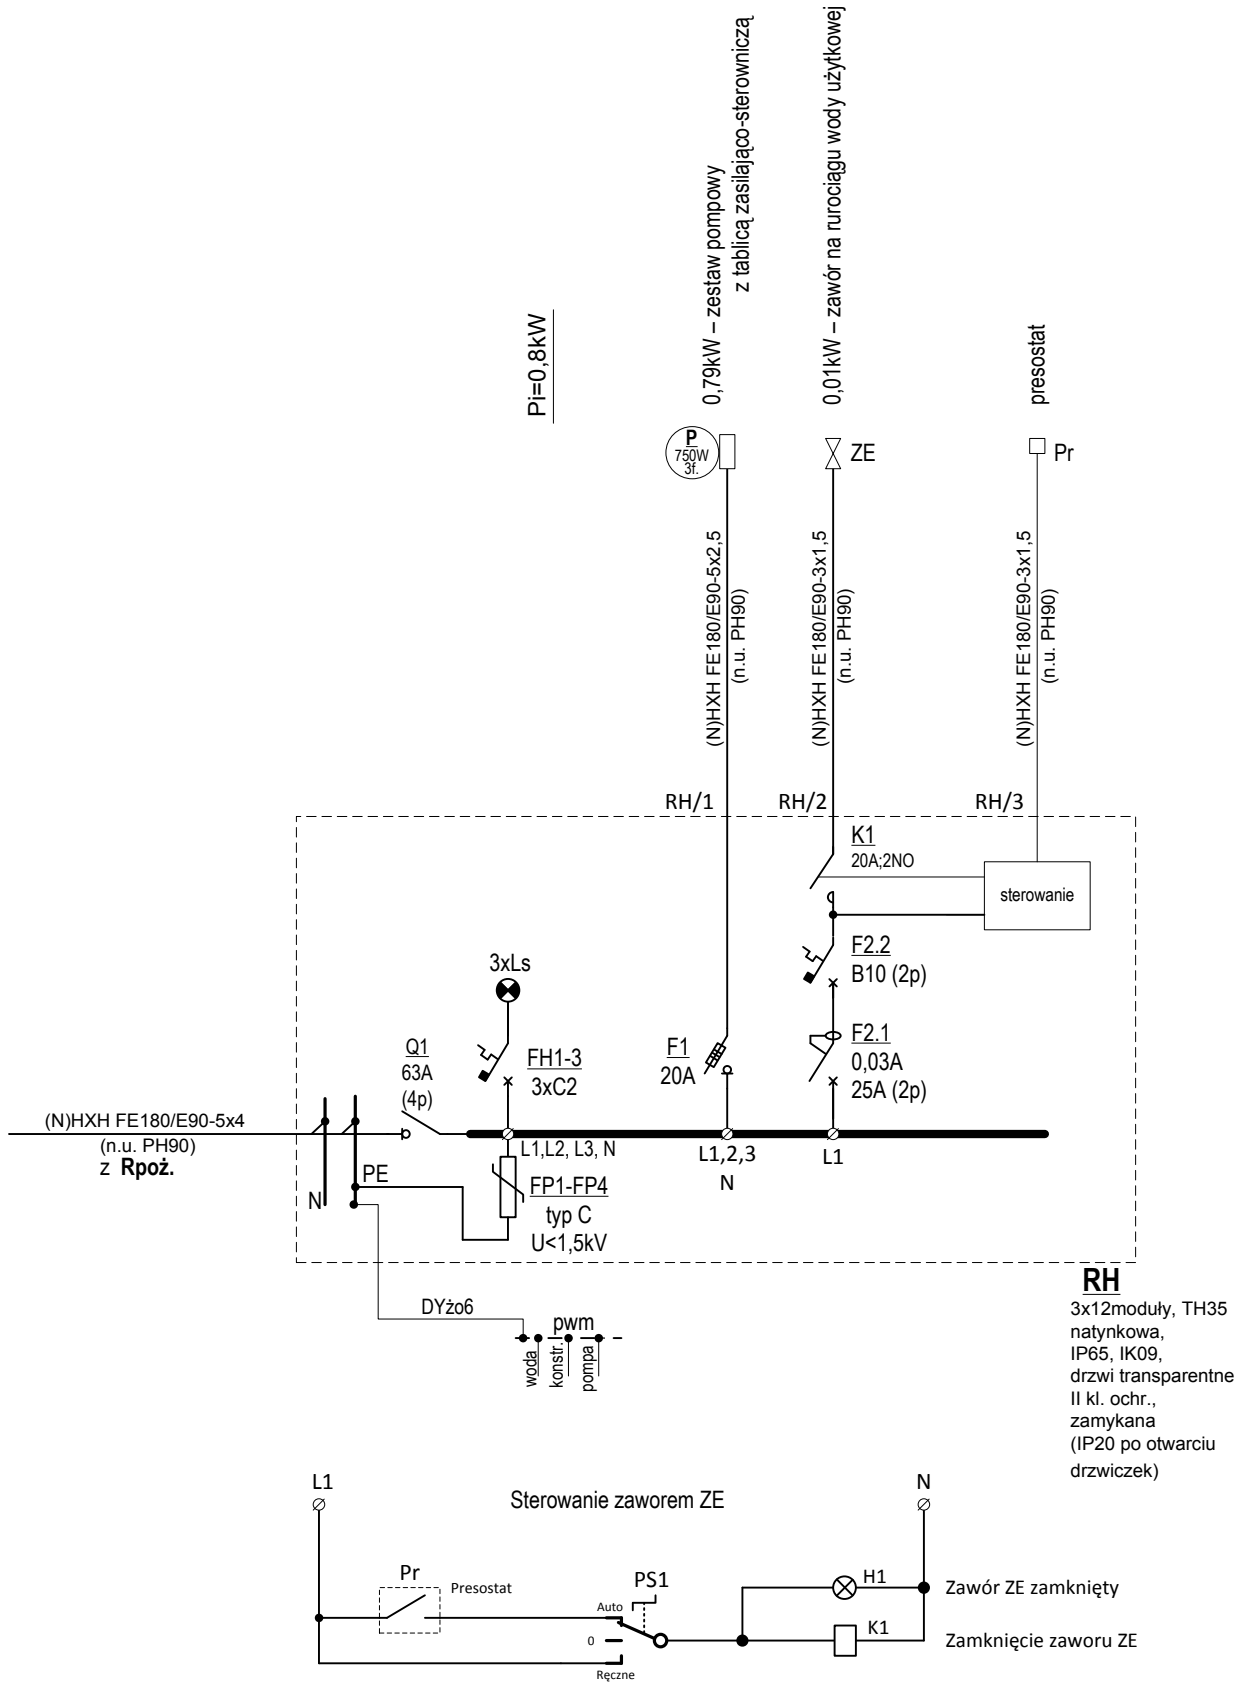 0,79kW – zestaw pompowy
z tablicą zasilająco-sterowniczą
0,01kW – zawór na rurociągu wody użytkowej
presostat
Pi=0,8kW
P
750W
3f.
ZE
Pr
(N)HXH FE180/E90-5x2,5
(n.u. PH90)
(N)HXH FE180/E90-3x1,5
(n.u. PH90)
(N)HXH FE180/E90-3x1,5
(n.u. PH90)
RH/1
RH/2
RH/3
K1
20A;2NO
sterowanie
F2.2
B10 (2p)
3xLs
F2.1
0,03A
25A (2p)
Q1
63A
(4p)
FH1-3
3xC2
F1
20A
(N)HXH FE180/E90-5x4
(n.u. PH90)
z Rpoż.
L1,L2, L3, N
L1,2,3
N
L1
N
PE
FP1-FP4
typ C
U<1,5kV
RH
3x12moduły, TH35
natynkowa,
IP65, IK09,
drzwi transparentne
II kl. ochr.,
zamykana
(IP20 po otwarciu
drzwiczek)
DYżo6
pwm
woda
konstr.
pompa
L1
Sterowanie zaworem ZE
N
Pr
Presostat
PS1
Auto
0
Ręczne
H1
Zawór ZE zamknięty
K1
Zamknięcie zaworu ZE